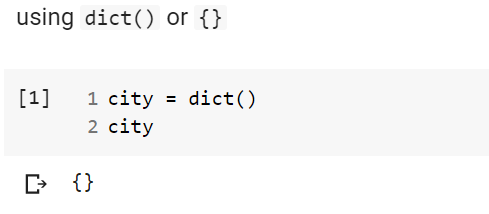 using dict() or {}
[1] 1 city = dict()
2 city
{}